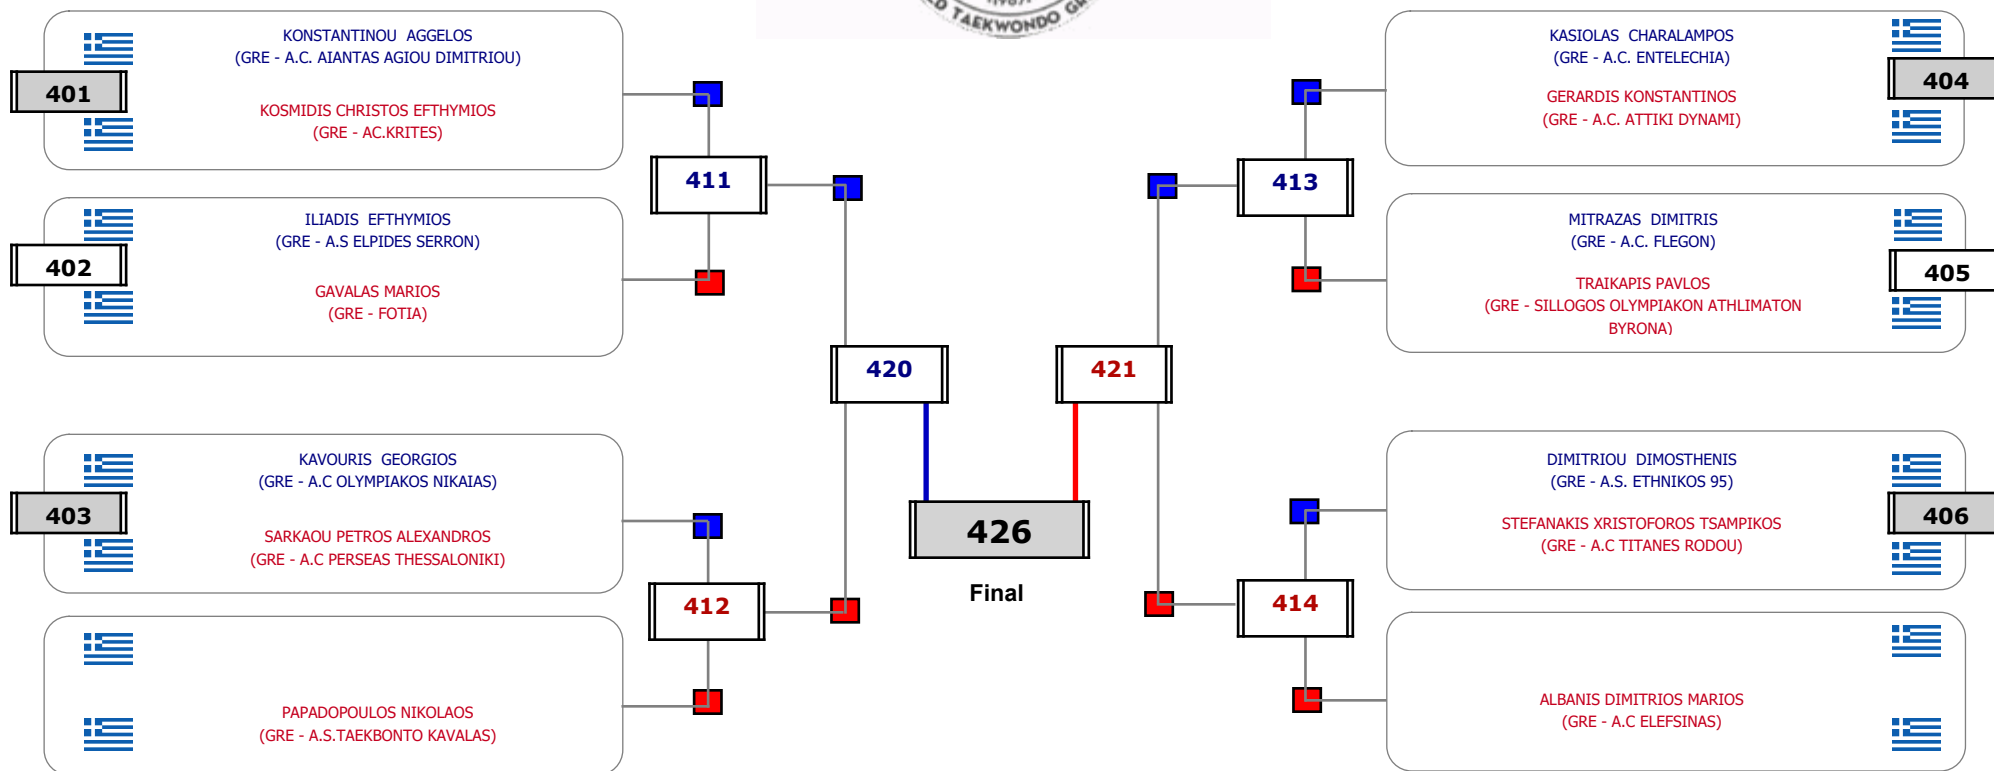 TAEKWONDO
KONSTANTINOU AGGELOS
(GRE - A.C. AIANTAS AGIOU DIMITRIOU)
401
KOSMIDIS CHRISTOS EFTHYMIOS
(GRE - AC.KRITES)
411
ILIADIS EFTHYMIOS
(GRE - A.S ELPIDES SERRON)
402
GAVALAS MARIOS
(GRE - FOTIA)
420
KAVOURIS GEORGIOS
(GRE - A.C OLYMPIAKOS NIKAIAS)
403
SARKAOU PETROS ALEXANDROS
(GRE - A.C PERSEAS THESSALONIKI)
412
PAPADOPOULOS NIKOLAOS
(GRE - A.S.TAEKBONTO KAVALAS)
426
Final
KASIOLAS CHARALAMPOS
(GRE - A.C. ENTELECHIA)
404
GERARDIS KONSTANTINOS
(GRE - A.C. ATTIKI DYNAMI)
413
MITRAZAS DIMITRIS
(GRE - A.C. FLEGON)
405
TRAIKAPIS PAVLOS
(GRE - SILLOGOS OLYMPIAKON ATHLIMATON
BYRONA)
421
DIMITRIOU DIMOSTHENIS
(GRE - A.S. ETHNIKOS 95)
406
STEFANAKIS XRISTOFOROS TSAMPIKOS
(GRE - A.C TITANES RODOU)
414
ALBANIS DIMITRIOS MARIOS
(GRE - A.C ELEFSINAS)